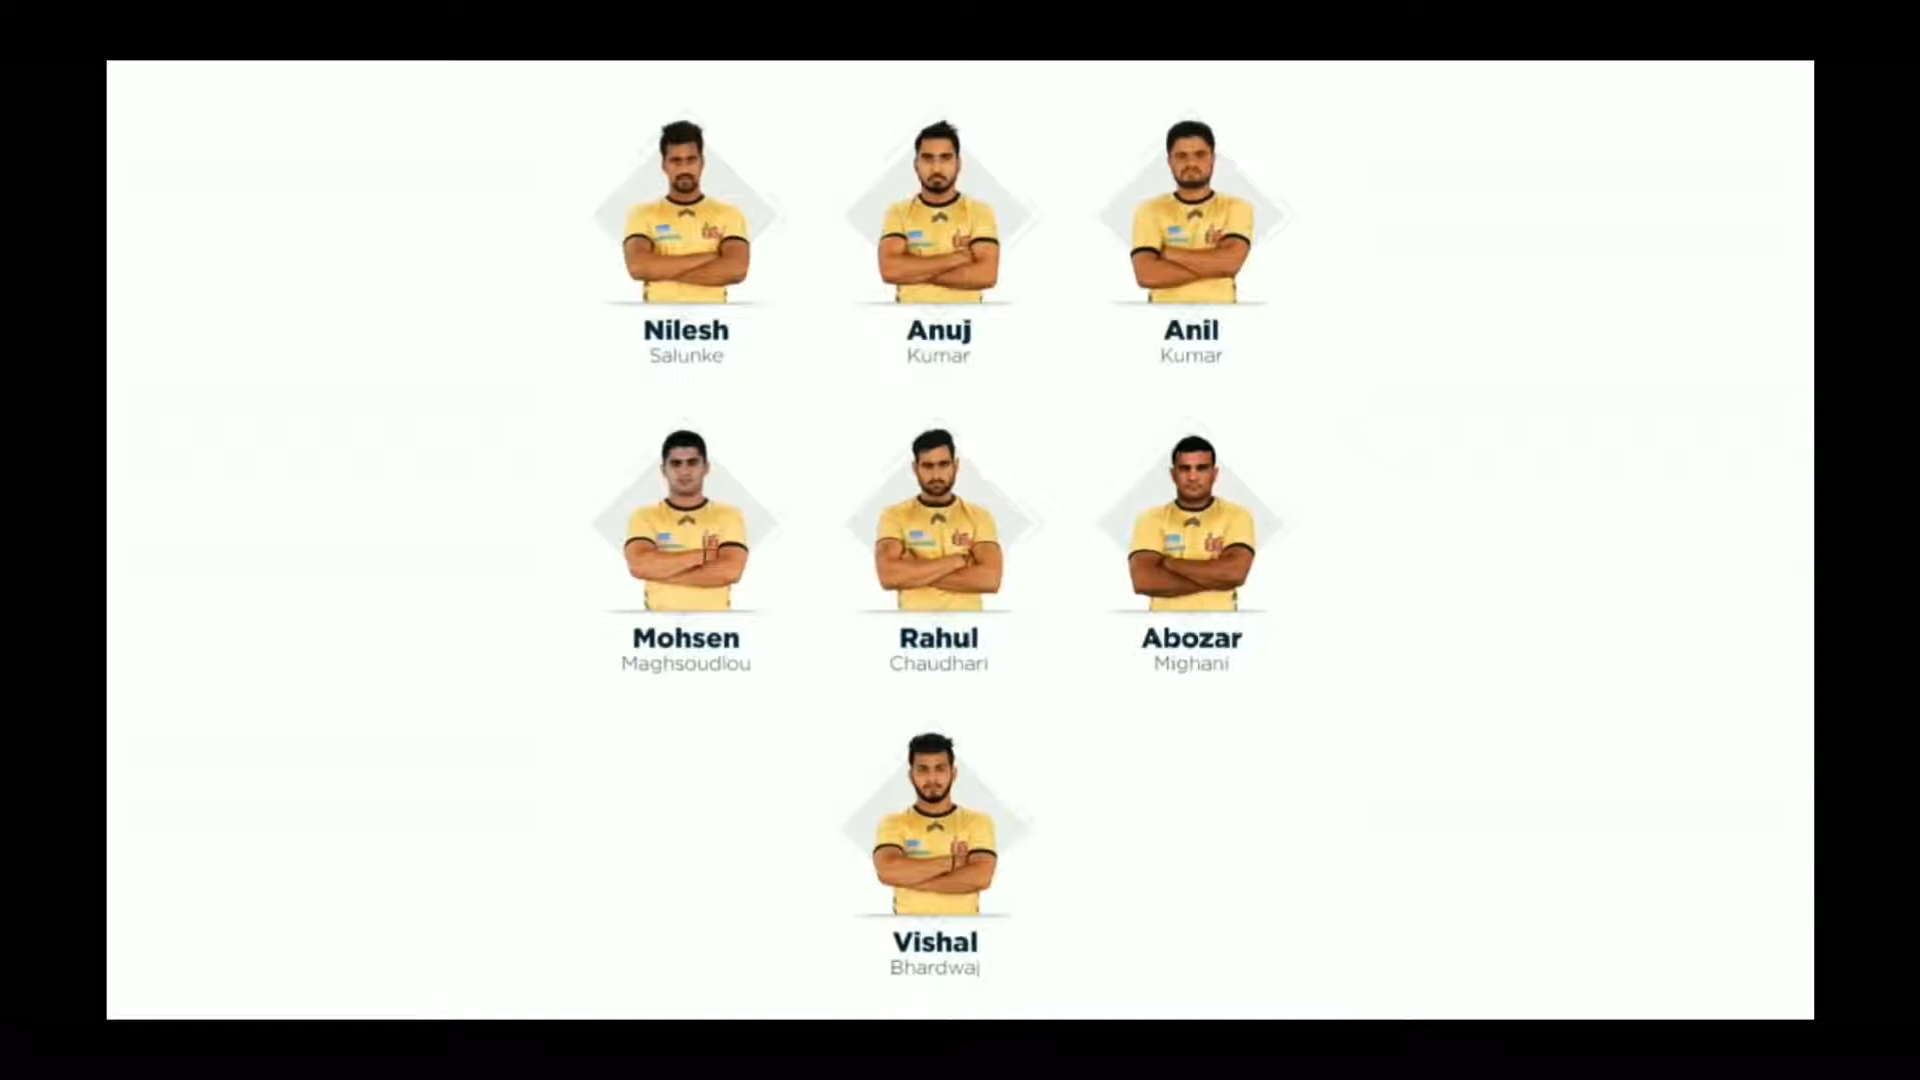 Nilesh
Salunke
Anuj
Kumar
Anil
Kumar
Mohsen
Maghsoudlou
Rahul
Chaudhari
Abozar
Mighani
Vishal
Bhardwaj